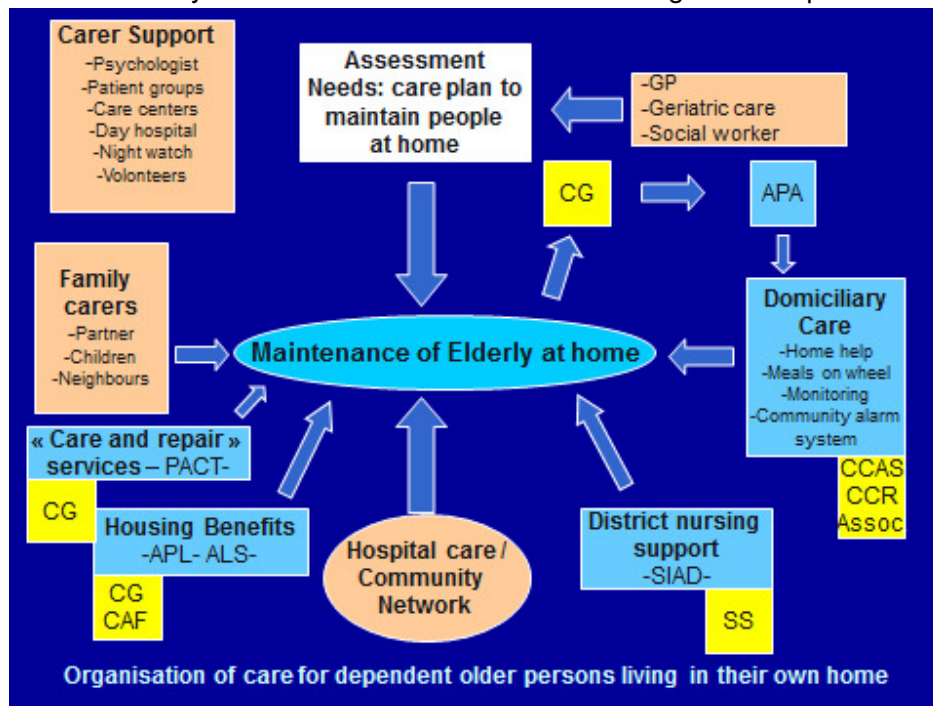 Carer Support
-Psychologist
-Patient groups
-Care centers
-Day hospital
-Night watch
-Volonteers
Assessment
Needs: care plan to
maintain people
at home
-GP
-Geriatric care
-Social worker
CG
APA
Family
carers
-Partner
-Children
-Neighbours
Maintenance of Elderly at home
Domiciliary
Care
-Home help
-Meals on wheel
-Monitoring
-Community alarm
system
CCAS
CCR
Assoc
« Care and repair »
services – PACT-
CG
Housing Benefits
-APL- ALS-
CG
CAF
Hospital care /
Community
Network
District nursing
support
-SIAD-
SS
Organisation of care for dependent older persons living in their own home